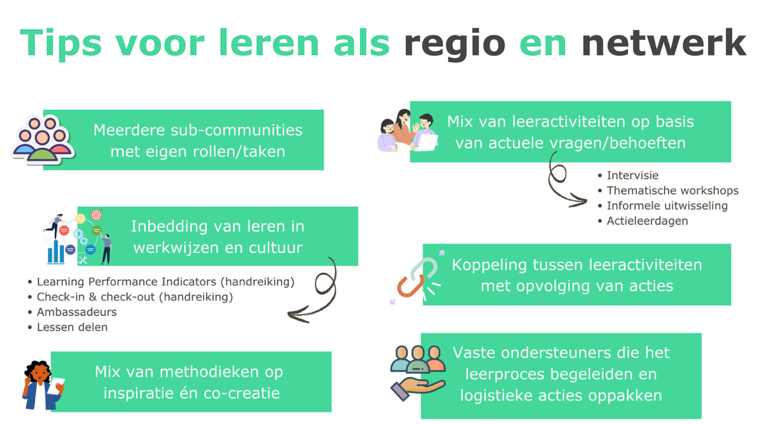 Tips voor leren als regio en netwerk
Meerdere sub-communities
met eigen rollen/taken
Inbedding van leren in
werkwijzen en cultuur
• Learning Performance Indicators (handreiking)
• Check-in & check-out (handreiking)
• Ambassadeurs
• Lessen delen
Mix van methodieken op
inspiratie én co-creatie
Mix van leeractiviteiten op basis
van actuele vragen/behoeften
• Intervisie
• Thematische workshops
• Informele uitwisseling
• Actieleerdagen
Koppeling tussen leeractiviteiten
met opvolging van acties
Vaste ondersteuners die het
leerproces begeleiden en
logistieke acties oppakken